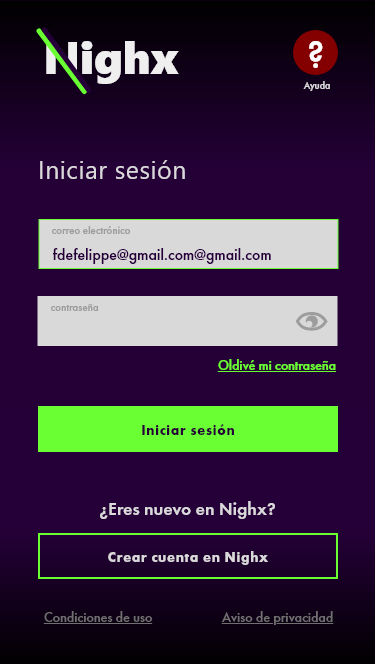 Nighx
?
Ayuda
Iniciar sesión
correo electrónico
fdefelippe@gmail.com@gmail.com
contraseña
Oldivé mi contraseña
Iniciar sesión
¿Eres nuevo en Nighx?
Crear cuenta en Nighx
Condiciones de uso
Aviso de privacidad